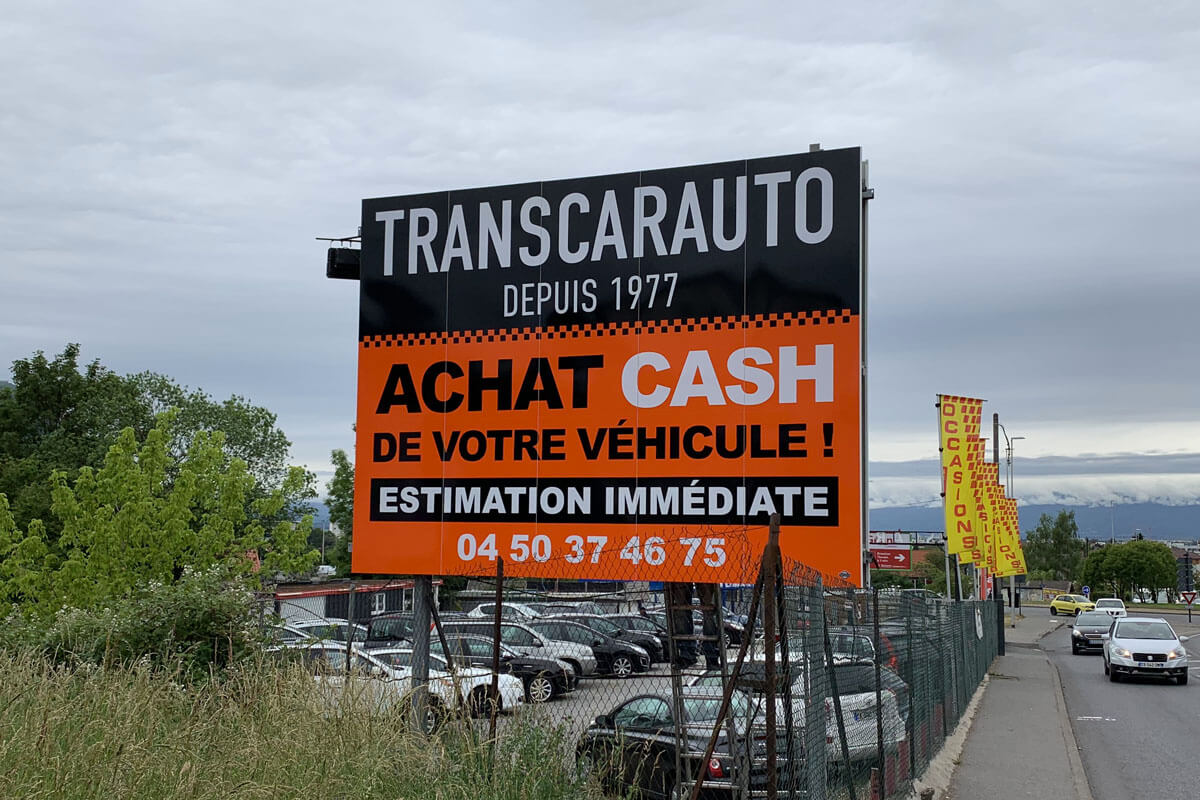 TRANSCARAUTO
DEPUIS 1977
ACHAT CASH
DE VOTRE VÉHICULE !
ESTIMATION IMMÉDIATE
04 50 37 46 75
OCCASIONS